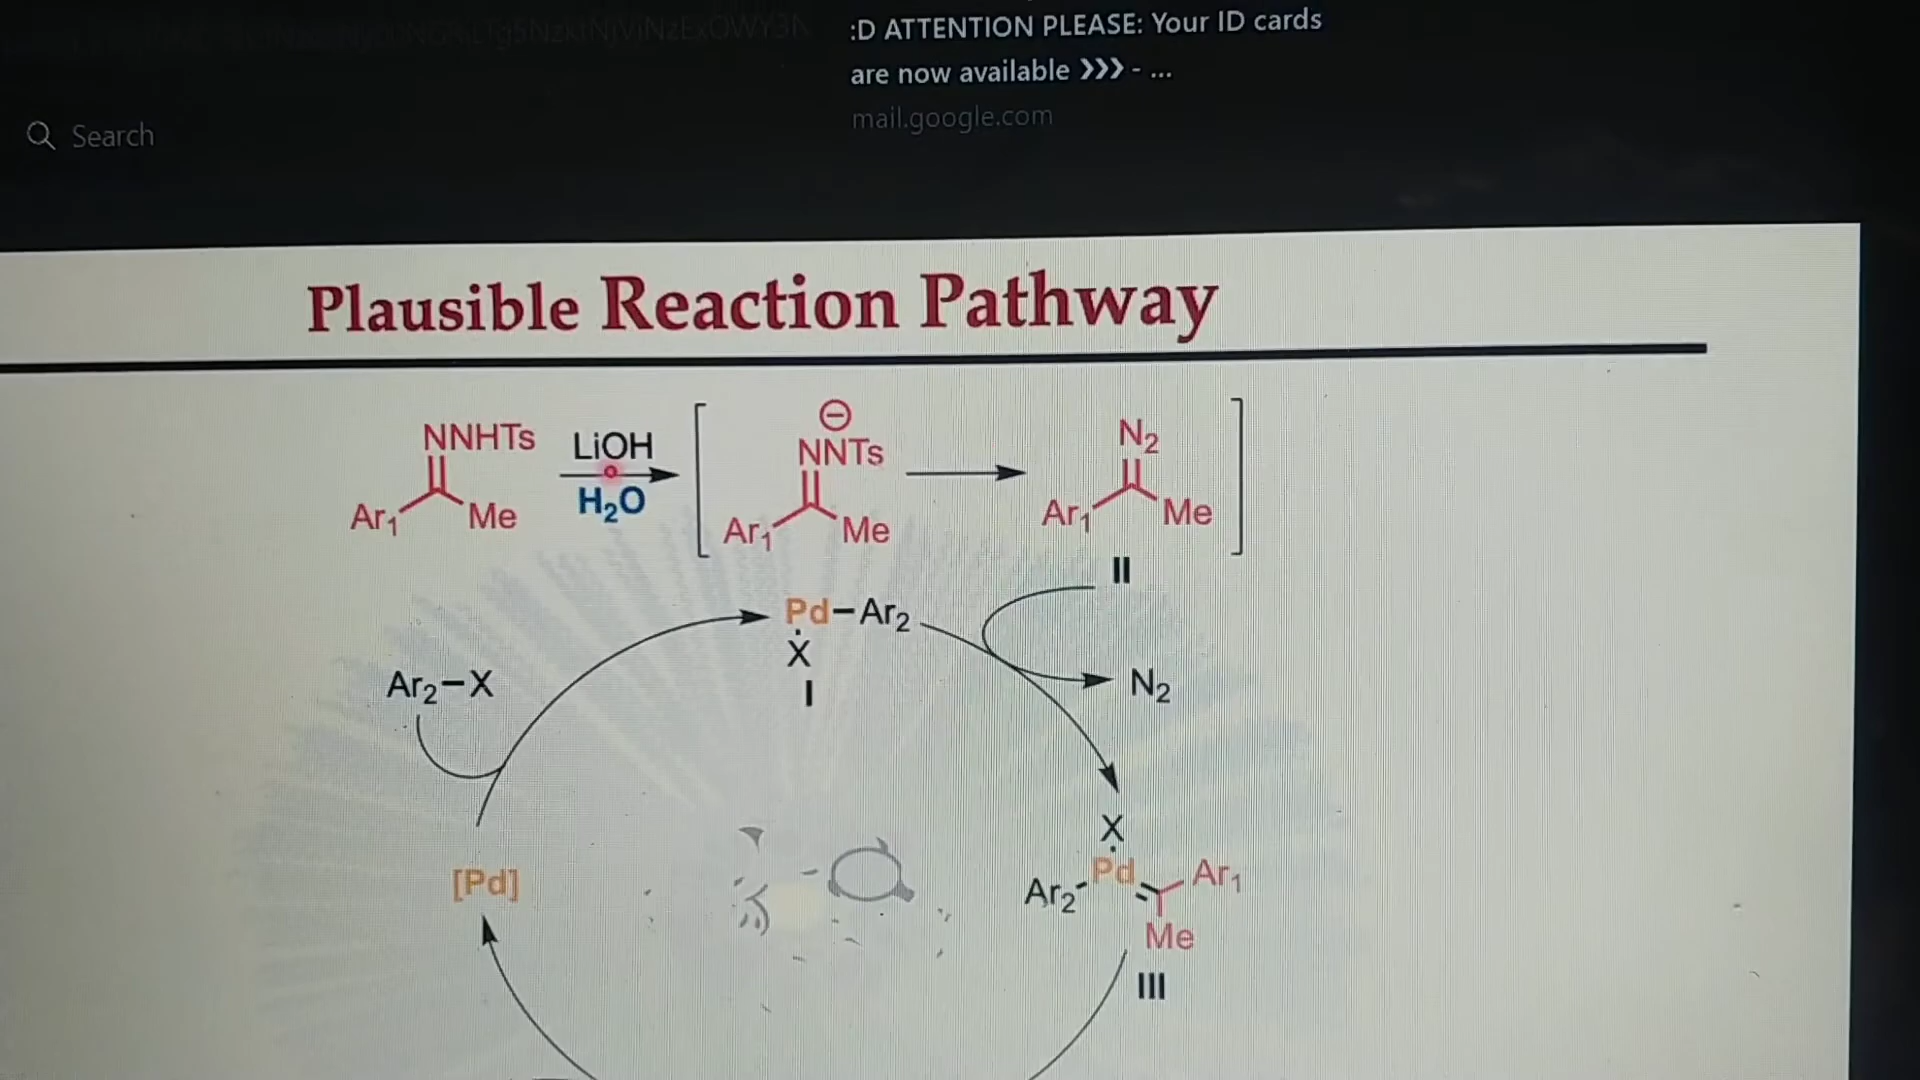 :D ATTENTION PLEASE: Your ID cards
are now available ❯❯❯ - ...
mail.google.com
Search
Plausible Reaction Pathway
NNHTs
Ar₁
Me
LiOH
H₂O
⊖
NNTs
Ar₁
Me
N₂
Ar₁
Me
II
Pd–Ar₂
X
I
Ar₂–X
N₂
[Pd]
X
Ar₂
Pd
Ar₁
Me
III